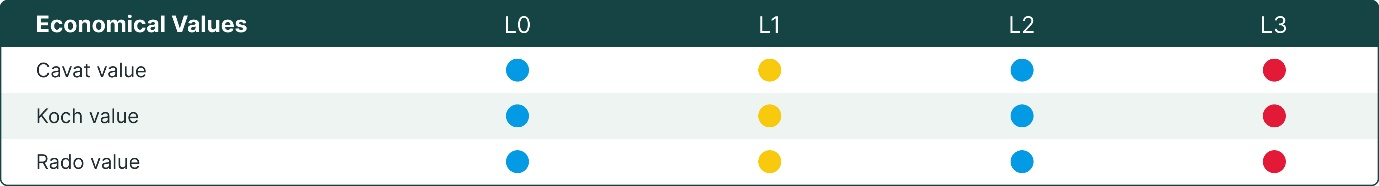 Economical Values L0 L1 L2 L3
Cavat value
Koch value
Rado value